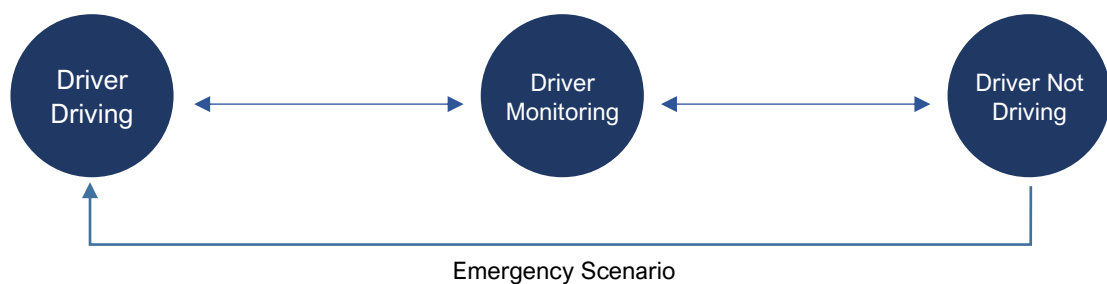 Driver
Driving
Driver
Monitoring
Driver Not
Driving
Emergency Scenario